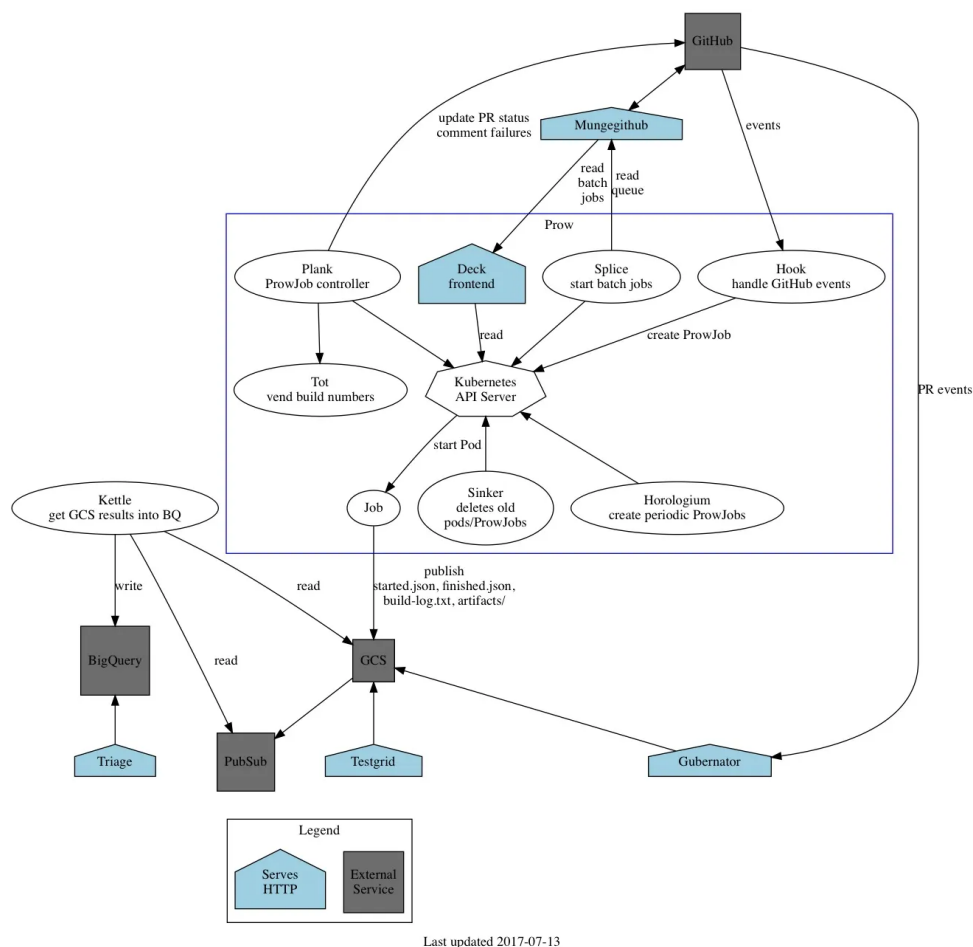 GitHub
update PR status
comment failures
Mungegithub
events
read
batch
jobs
read
queue
Prow
Plank
ProwJob controller
Deck
frontend
Splice
start batch jobs
Hook
handle GitHub events
read
create ProwJob
Tot
vend build numbers
Kubernetes
API Server
PR events
start Pod
Kettle
get GCS results into BQ
Job
Sinker
deletes old
pods/ProwJobs
Horologium
create periodic ProwJobs
write
read
publish
started.json, finished.json,
build-log.txt, artifacts/
BigQuery
read
GCS
Triage
PubSub
Testgrid
Gubernator
Legend
Serves
HTTP
External
Service
Last updated 2017-07-13